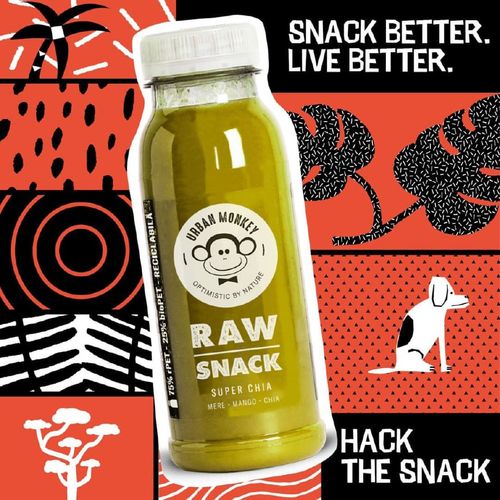 SNACK BETTER.
LIVE BETTER.
URBAN MONKEY
OPTIMISTIC BY NATURE
RAW
SNACK
SUPER CHIA
MERE - MANGO - CHIA
75% rPET - 25% bioPET - RECICLABILĂ
HACK
THE SNACK